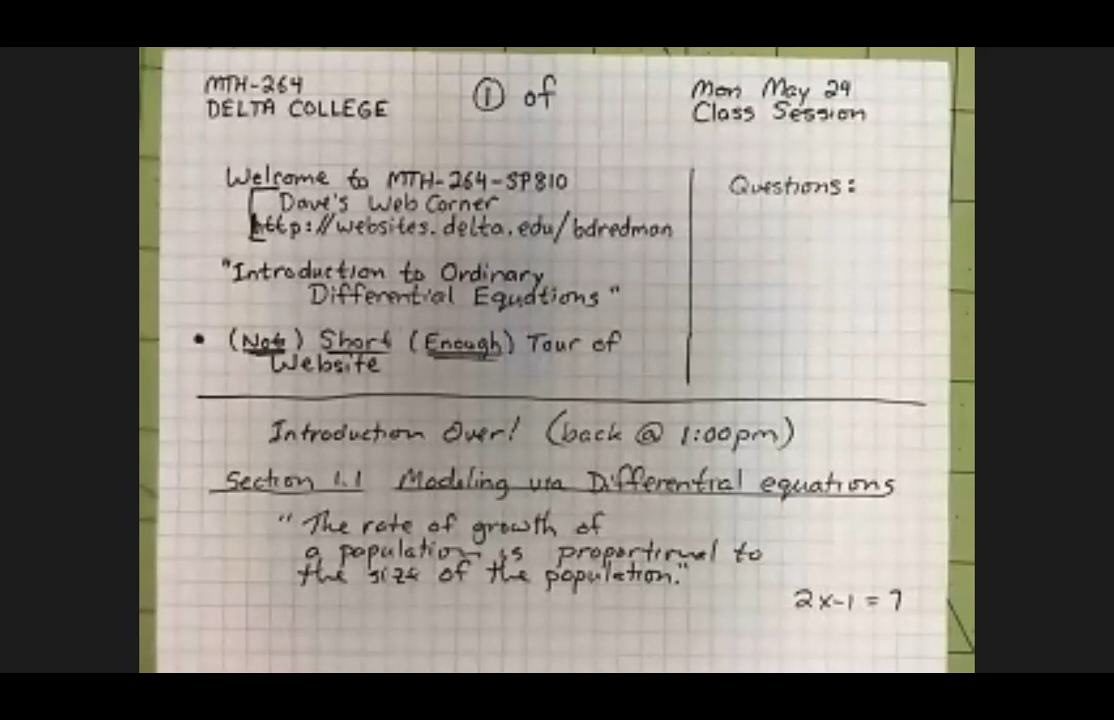 MTH-264
DELTA COLLEGE
① of
Mon May 29
Class Session
Welcome to MTH-264-SP810
Dave's Web Corner
http://websites.delta.edu/bdredmon
"Introduction to Ordinary
Differential Equations"
• (Not) Short (Enough) Tour of
Website
Questions:
Introduction Over! (back @ 1:00pm)
Section 1.1 Modeling via Differential equations
"The rate of growth of
a population is proportional to
the size of the population."
2x-1 = 7